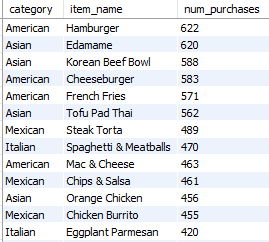 category item_name num_purchases
American Hamburger 622
Asian Edamame 620
Asian Korean Beef Bowl 588
American Cheeseburger 583
American French Fries 571
Asian Tofu Pad Thai 562
Mexican Steak Torta 489
Italian Spaghetti & Meatballs 470
American Mac & Cheese 463
Mexican Chips & Salsa 461
Asian Orange Chicken 456
Mexican Chicken Burrito 455
Italian Eggplant Parmesan 420